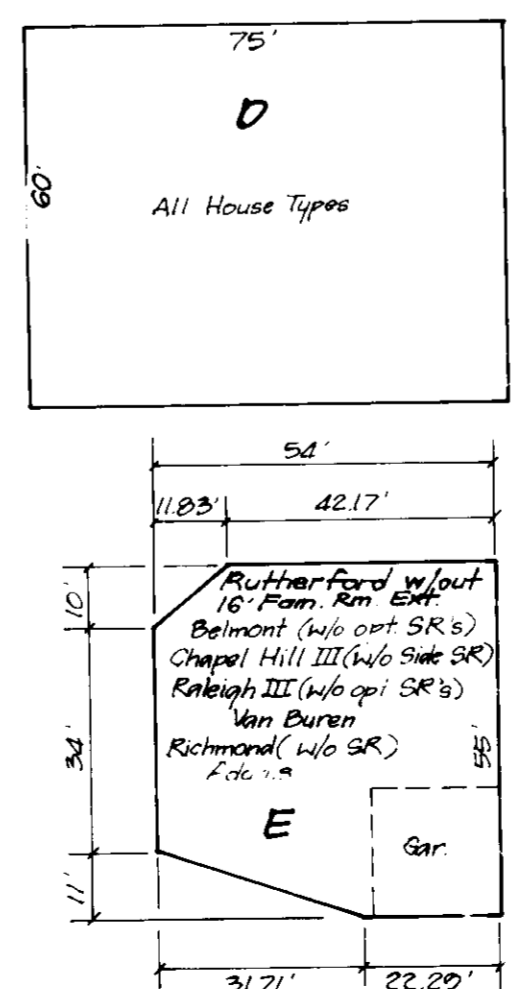 75'
D
60'
All House Types
54'
11.83'
42.17'
10'
Rutherford w/out
16' Fam. Rm. Ext.
Belmont (w/o opt. SR's)
Chapel Hill III (w/o Side SR)
Raleigh III (w/o opt SR's)
Van Buren
Richmond (w/o SR)
34'
55'
E
Gar.
11'
31.71'
22.29'